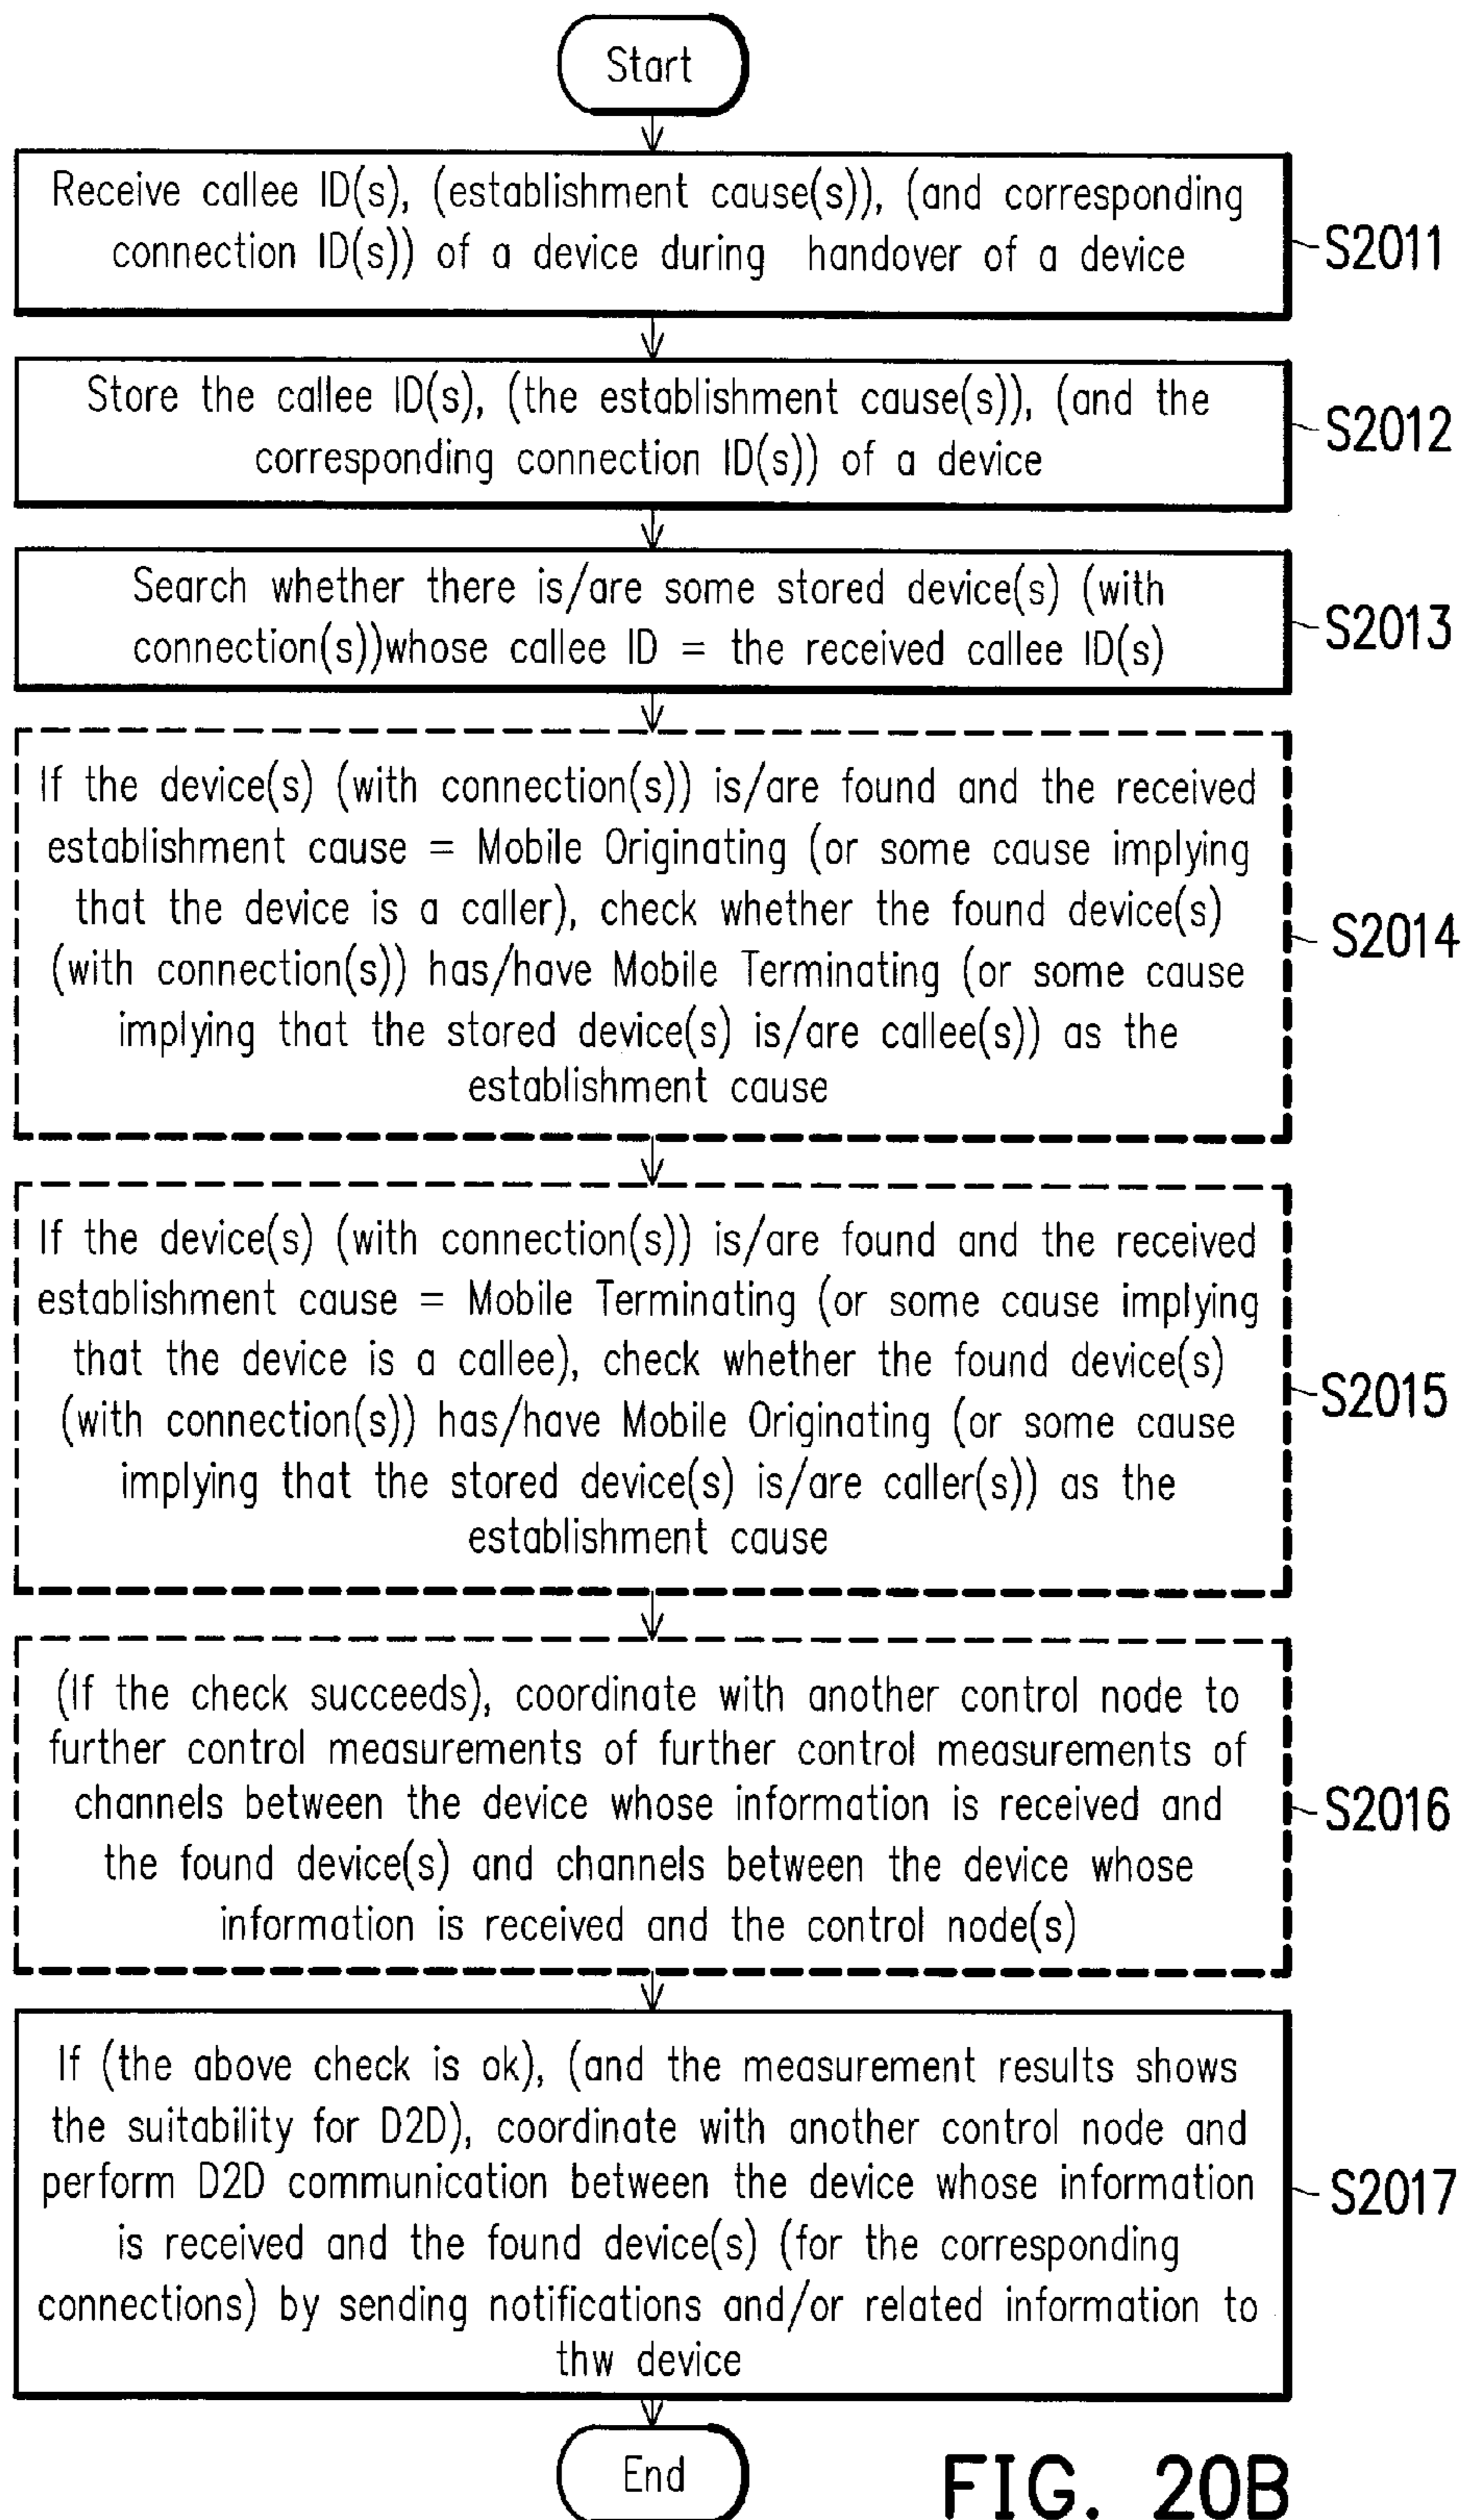 Start
Receive callee ID(s), (establishment cause(s)), (and corresponding
connection ID(s)) of a device during handover of a device
S2011
Store the callee ID(s), (the establishment cause(s)), (and the
corresponding connection ID(s)) of a device
S2012
Search whether there is/are some stored device(s) (with
connection(s))whose callee ID = the received callee ID(s)
S2013
If the device(s) (with connection(s)) is/are found and the received
establishment cause = Mobile Originating (or some cause implying
that the device is a caller), check whether the found device(s)
(with connection(s)) has/have Mobile Terminating (or some cause
implying that the stored device(s) is/are callee(s)) as the
establishment cause
S2014
If the device(s) (with connection(s)) is/are found and the received
establishment cause = Mobile Terminating (or some cause implying
that the device is a callee), check whether the found device(s)
(with connection(s)) has/have Mobile Originating (or some cause
implying that the stored device(s) is/are caller(s)) as the
establishment cause
S2015
(If the check succeeds), coordinate with another control node to
further control measurements of further control measurements of
channels between the device whose information is received and
the found device(s) and channels between the device whose
information is received and the control node(s)
S2016
If (the above check is ok), (and the measurement results shows
the suitability for D2D), coordinate with another control node and
perform D2D communication between the device whose information
is received and the found device(s) (for the corresponding
connections) by sending notifications and/or related information to
thw device
S2017
End
FIG. 20B